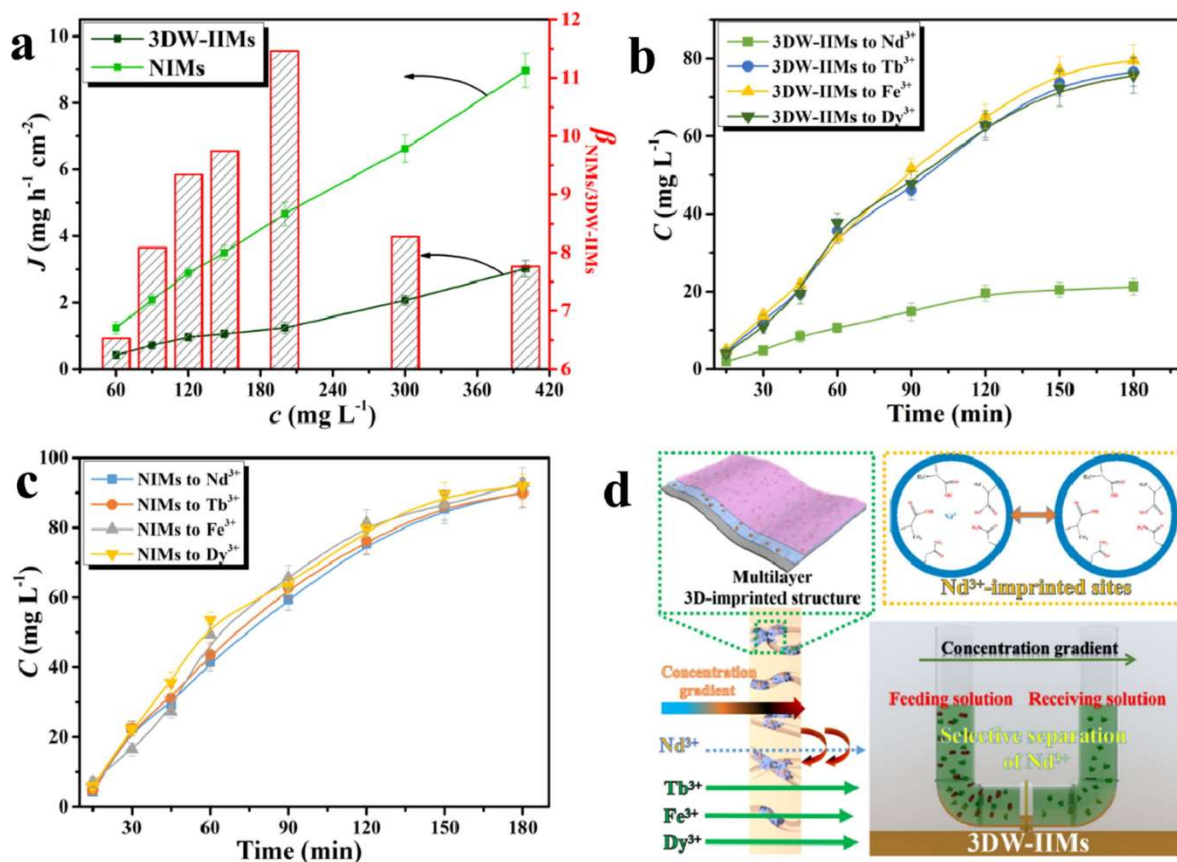 a
3DW-IIMs
NIMs
J (mg h⁻¹ cm⁻²)
10
8
6
4
2
0
60 120 180 240 300 360 420
c (mg L⁻¹)
12
11
10
9
8
7
6
β NIMs/3DW-IIMs
b
3DW-IIMs to Nd³⁺
3DW-IIMs to Tb³⁺
3DW-IIMs to Fe³⁺
3DW-IIMs to Dy³⁺
C (mg L⁻¹)
80
60
40
20
0
30 60 90 120 150 180
Time (min)
c
NIMs to Nd³⁺
NIMs to Tb³⁺
NIMs to Fe³⁺
NIMs to Dy³⁺
C (mg L⁻¹)
100
80
60
40
20
0
30 60 90 120 150 180
Time (min)
d
Multilayer
3D-imprinted structure
Nd³⁺-imprinted sites
Concentration
gradient
Nd³⁺
Tb³⁺
Fe³⁺
Dy³⁺
Concentration gradient
Feeding solution Receiving solution
Selective separation
of Nd³⁺
3DW-IIMs